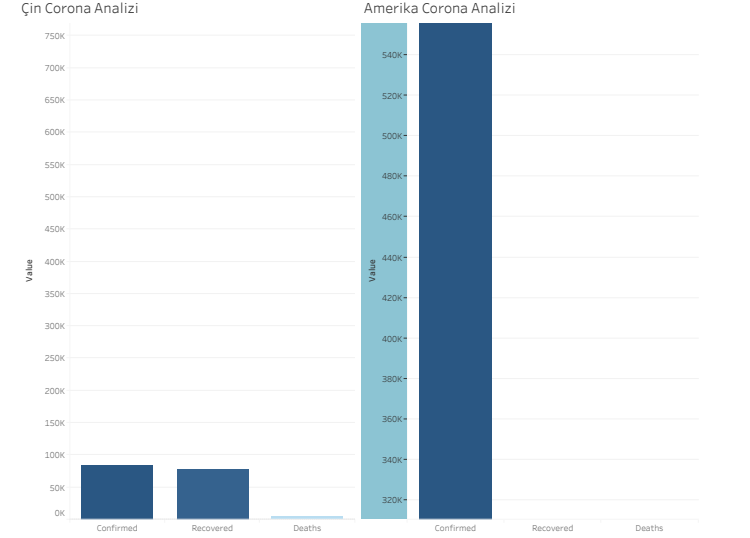 Çin Corona Analizi
750K
700K
650K
600K
550K
500K
450K
400K
350K
300K
250K
200K
150K
100K
50K
0K
Value
Confirmed
Recovered
Deaths
Amerika Corona Analizi
540K
520K
500K
480K
460K
440K
420K
400K
380K
360K
340K
320K
Value
Confirmed
Recovered
Deaths